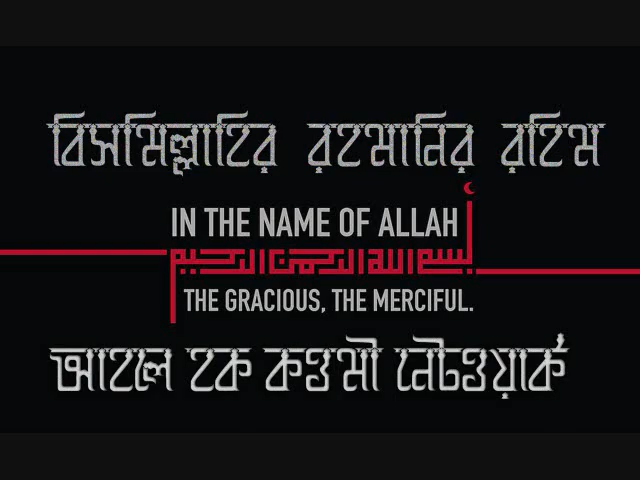 বিসমিল্লাহির রহমানির রহিম
IN THE NAME OF ALLAH
بسم الله الرحمن الرحيم
THE GRACIOUS, THE MERCIFUL.
আহলে হক কওমী নেটওয়ার্ক